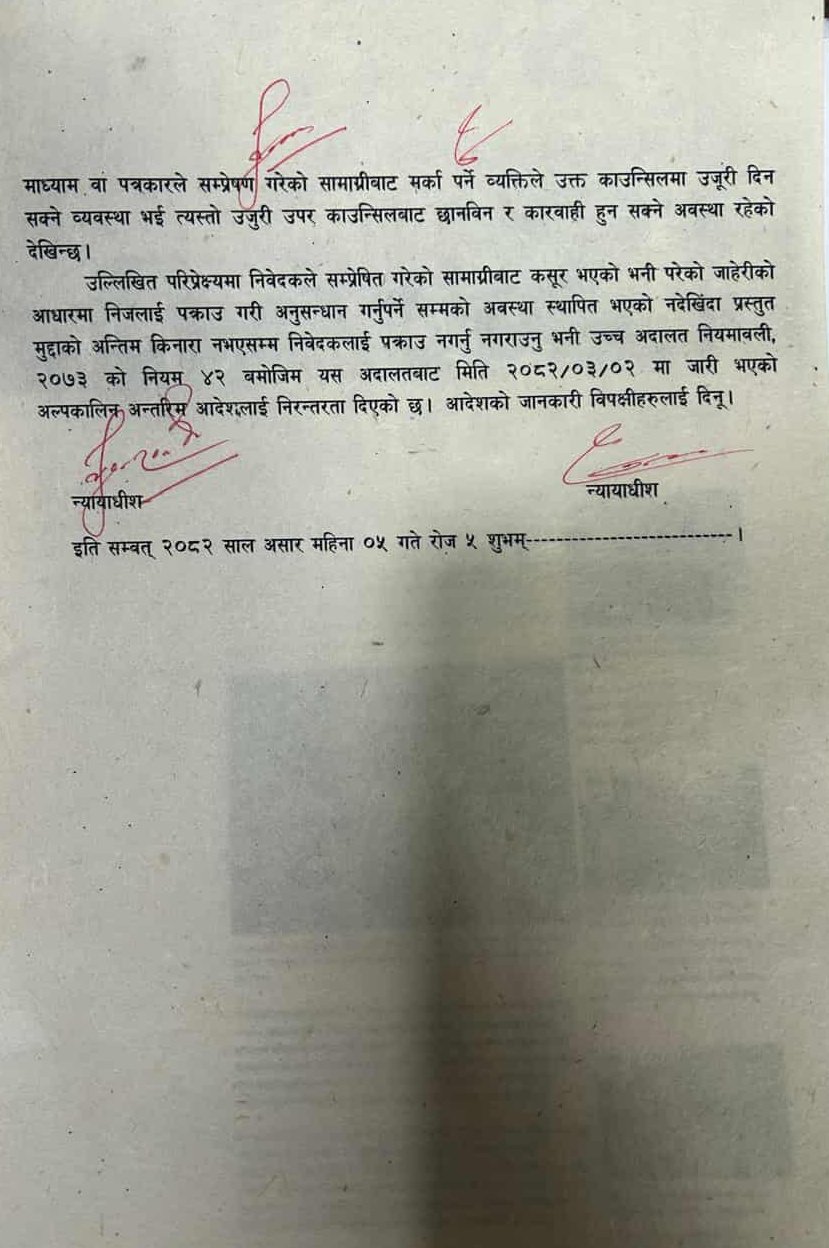 माध्याम वा पत्रकारले सम्प्रेषण गरेको सामाग्रीबाट मर्का पर्ने व्यक्तिले उक्त काउन्सिलमा उजूरी दिन
सक्ने व्यवस्था भई त्यस्तो उजुरी उपर काउन्सिलबाट छानविन र कारवाही हुन सक्ने अवस्था रहेको
देखिन्छ।
उल्लिखित परिप्रेक्ष्यमा निवेदकले सम्प्रेषित गरेको सामाग्रीबाट कसूर भएको भनी परेको जाहेरीको
आधारमा निजलाई पक्राउ गरी अनुसन्धान गर्नुपर्ने सम्मको अवस्था स्थापित भएको नदेखिंदा प्रस्तुत
मुद्दाको अन्तिम किनारा नभएसम्म निवेदकलाई पक्राउ नगर्नु नगराउनु भनी उच्च अदालत नियमावली,
२०७३ को नियम ४२ बमोजिम यस अदालतबाट मिति २०८२/०३/०२ मा जारी भएको
अल्पकालिन अन्तरिम आदेशलाई निरन्तरता दिएको छ। आदेशको जानकारी विपक्षीहरुलाई दिनू।
न्यायाधीश न्यायाधीश
इति सम्वत् २०८२ साल असार महिना ०५ गते रोज ५ शुभम्---------------------------।